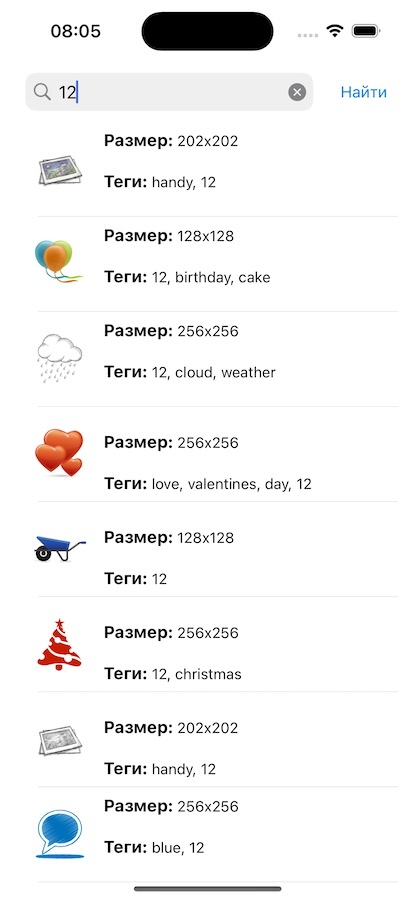 08:05
12
Найти
Размер: 202x202
Теги: handy, 12
Размер: 128x128
Теги: 12, birthday, cake
Размер: 256x256
Теги: 12, cloud, weather
Размер: 256x256
Теги: love, valentines, day, 12
Размер: 128x128
Теги: 12
Размер: 256x256
Теги: 12, christmas
Размер: 202x202
Теги: handy, 12
Размер: 256x256
Теги: blue, 12